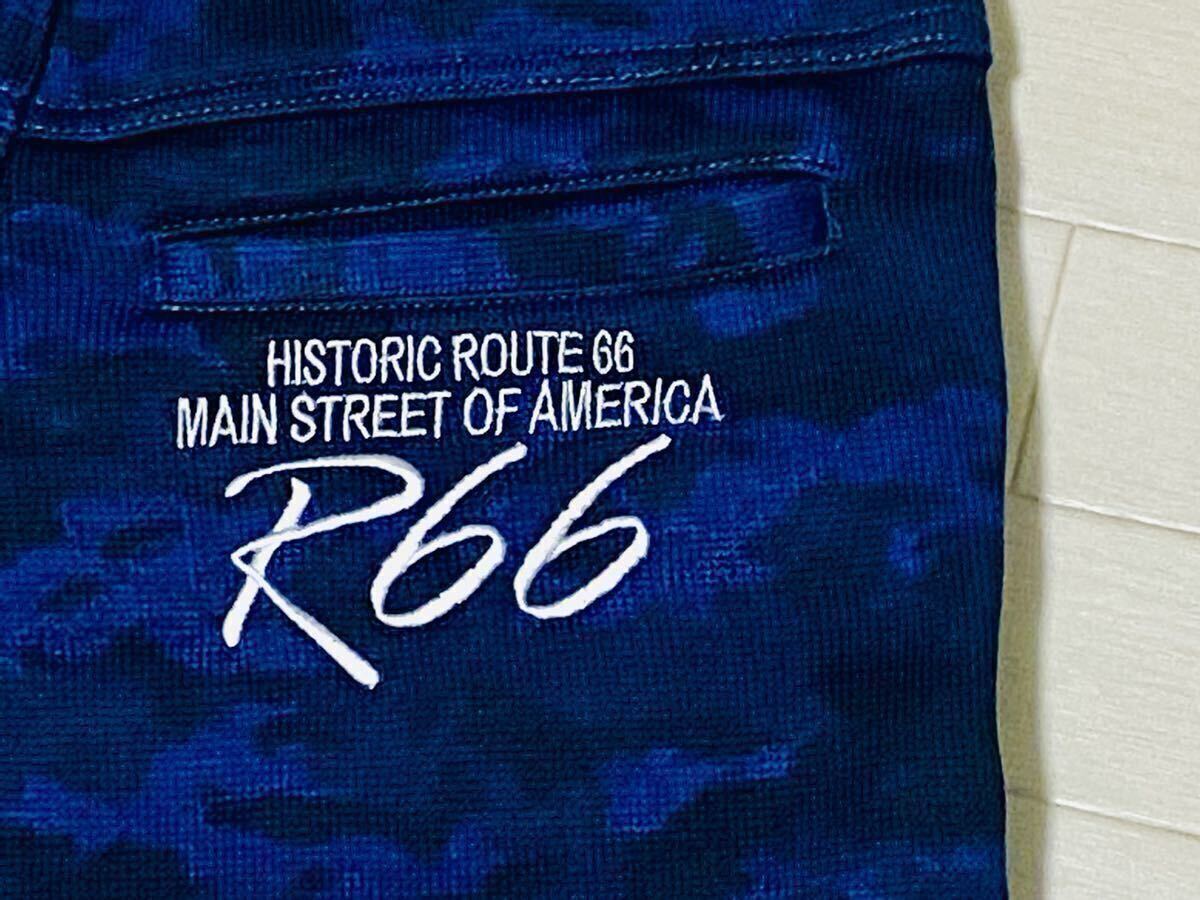 HISTORIC ROUTE 66
MAIN STREET OF AMERICA
R66